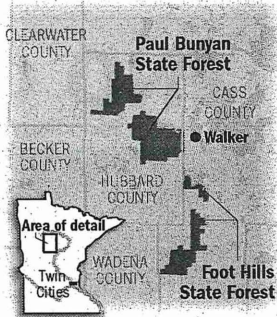 CLEARWATER
COUNTY
Paul Bunyan
State Forest
CASS
COUNTY
Walker
BECKER
COUNTY
HUBBARD
COUNTY
Area of detail
Twin
Cities
WADENA
COUNTY
Foot Hills
State Forest